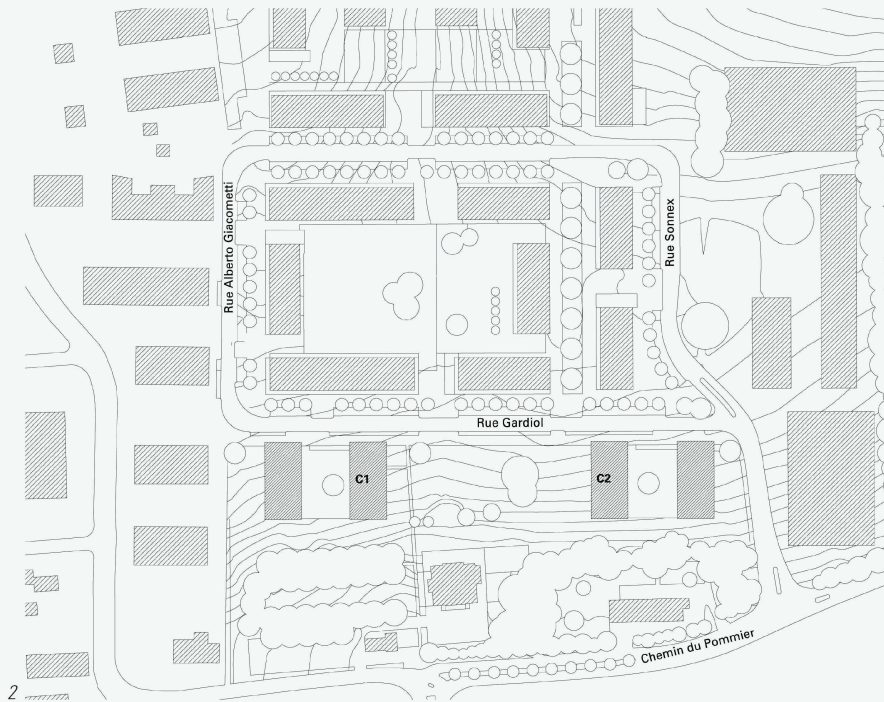 Rue Alberto Giacometti
Rue Sonnex
Rue Gardiol
C1
C2
Chemin du Pommier
2